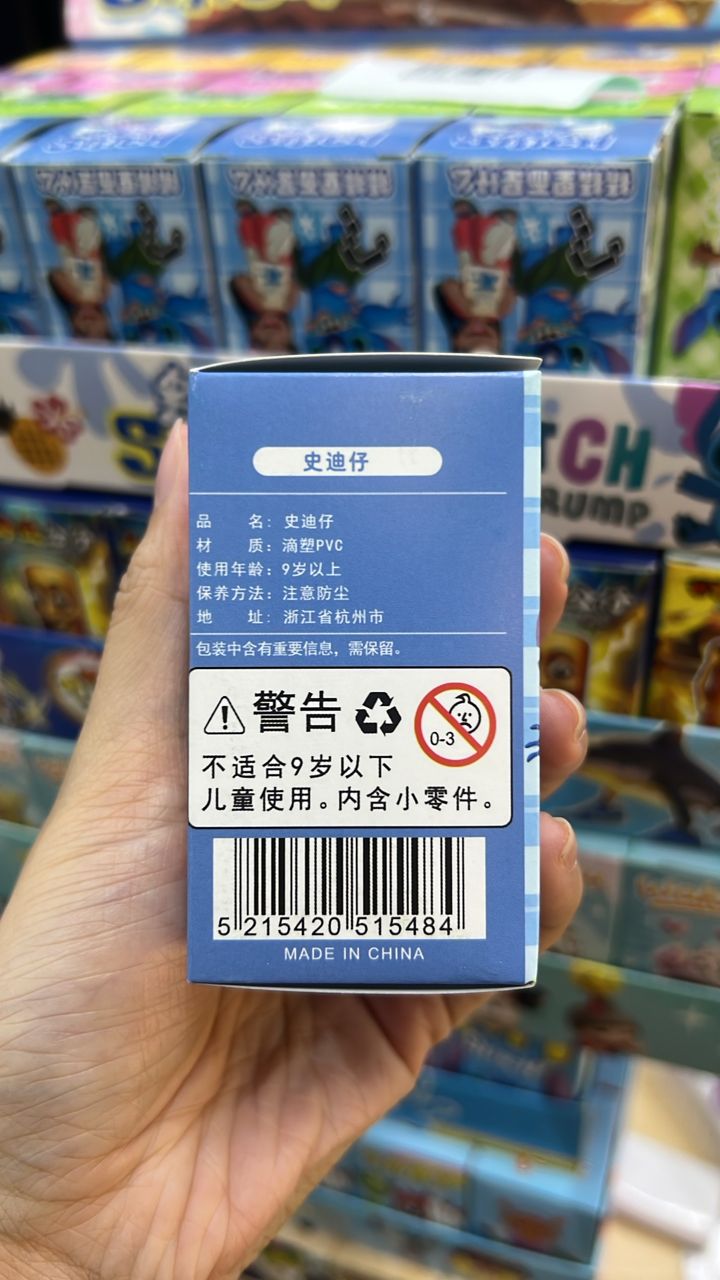 TCH
RUMP
史迪仔
品 名: 史迪仔
材 质: 滴塑PVC
使用年龄: 9岁以上
保养方法: 注意防尘
地 址: 浙江省杭州市
包装中含有重要信息, 需保留。
警告
0-3
不适合9岁以下
儿童使用。内含小零件。
5 215420 515484
MADE IN CHINA